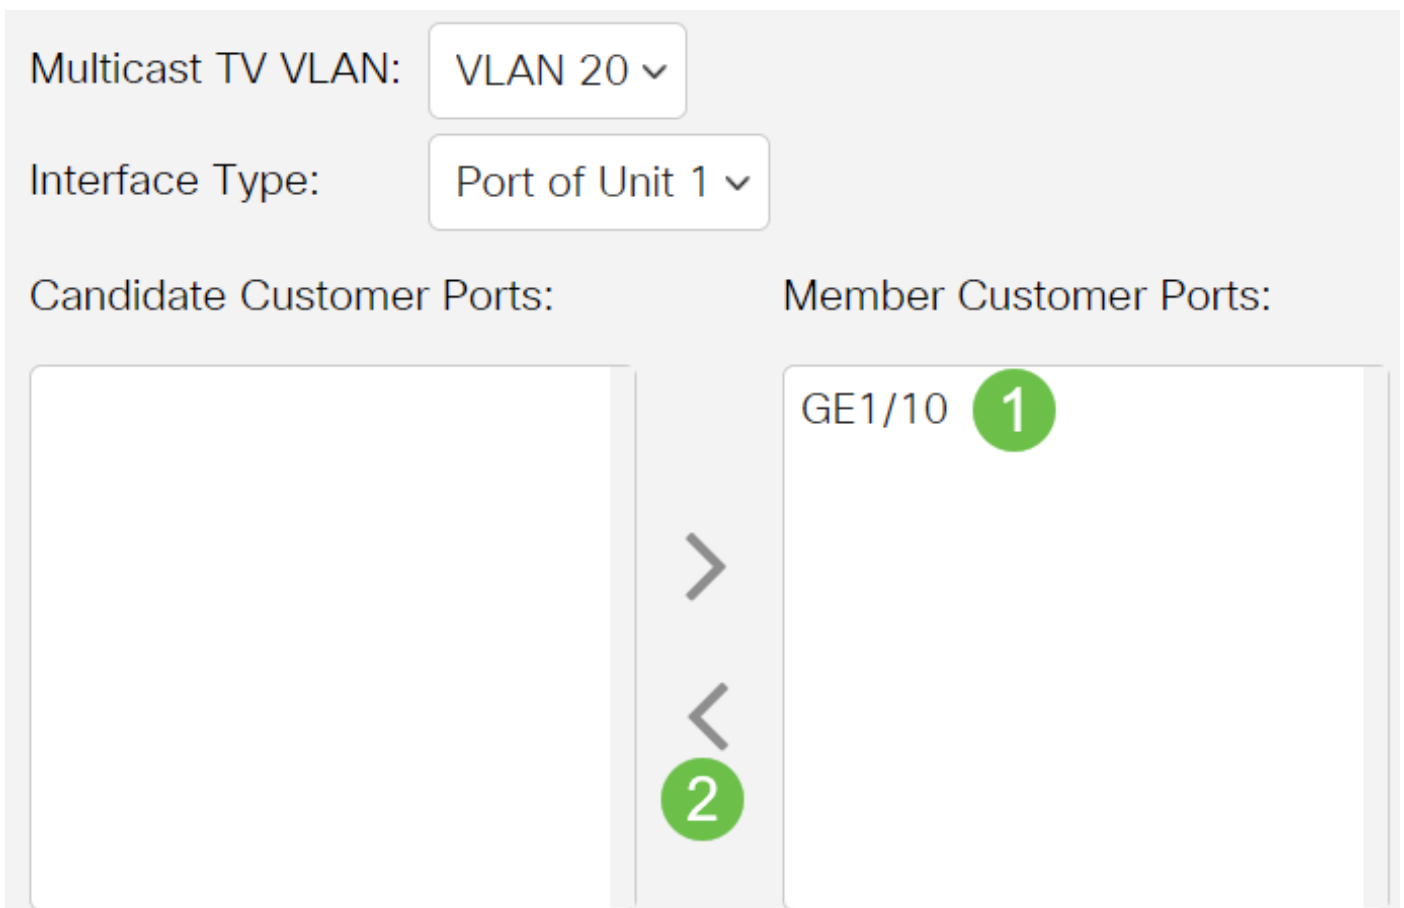 Multicast TV VLAN: VLAN 20
Interface Type: Port of Unit 1
Candidate Customer Ports: Member Customer Ports:
GE1/10 1
2